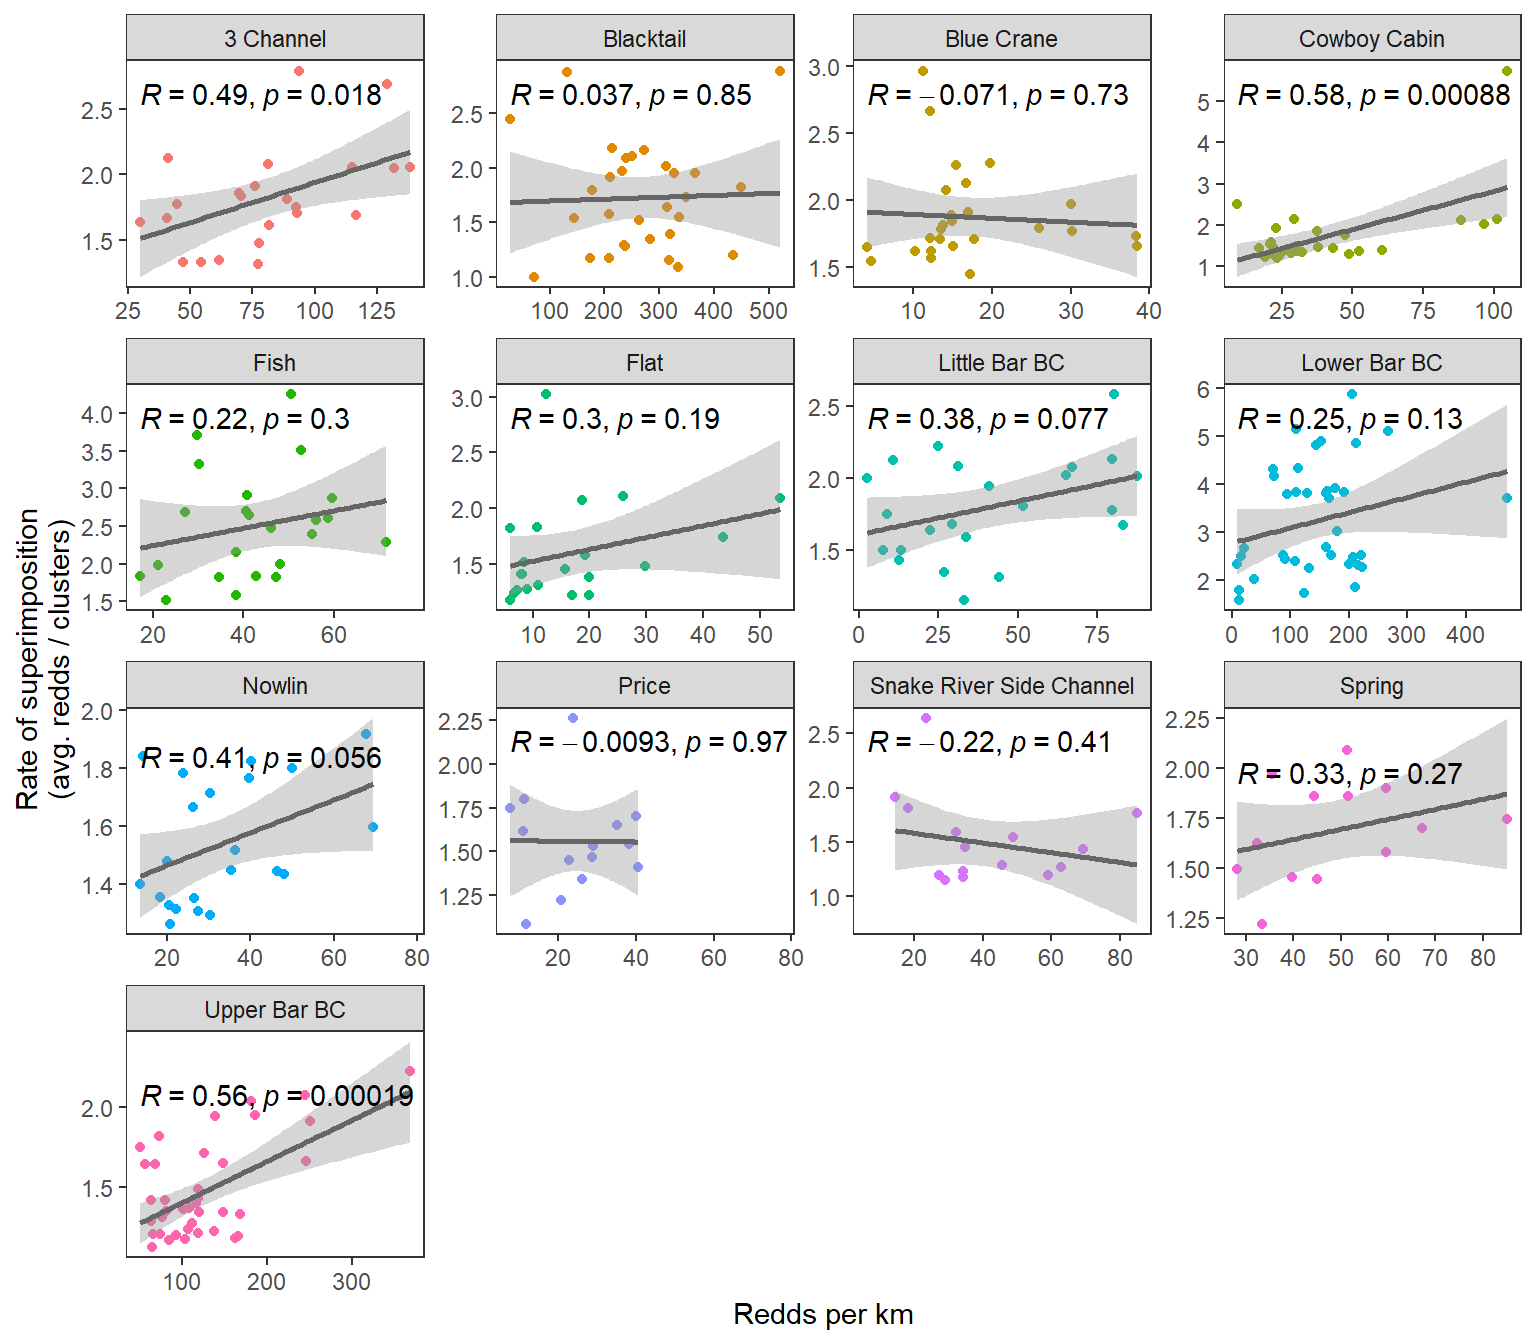 3 Channel
Blacktail
Blue Crane
Cowboy Cabin
R = 0.49, p = 0.018
R = 0.037, p = 0.85
R = −0.071, p = 0.73
R = 0.58, p = 0.00088
2.5
2.0
1.5
2.5
2.0
1.5
1.0
3.0
2.5
2.0
1.5
5
4
3
2
1
25 50 75 100 125
100 200 300 400 500
10 20 30 40
25 50 75 100
Fish
Flat
Little Bar BC
Lower Bar BC
R = 0.22, p = 0.3
R = 0.3, p = 0.19
R = 0.38, p = 0.077
R = 0.25, p = 0.13
4.0
3.5
3.0
2.5
2.0
1.5
3.0
2.5
2.0
1.5
2.5
2.0
1.5
6
5
4
3
2
20 40 60
10 20 30 40 50
0 25 50 75
0 100 200 300 400
Rate of superimposition
(avg. redds / clusters)
Nowlin
Price
Snake River Side Channel
Spring
R = 0.41, p = 0.056
R = −0.0093, p = 0.97
R = −0.22, p = 0.41
R = 0.33, p = 0.27
2.0
1.8
1.6
1.4
2.25
2.00
1.75
1.50
1.25
2.5
2.0
1.5
1.0
2.25
2.00
1.75
1.50
1.25
20 40 60 80
20 40 60 80
20 40 60 80
30 40 50 60 70 80
Upper Bar BC
R = 0.56, p = 0.00019
2.0
1.5
100 200 300
Redds per km